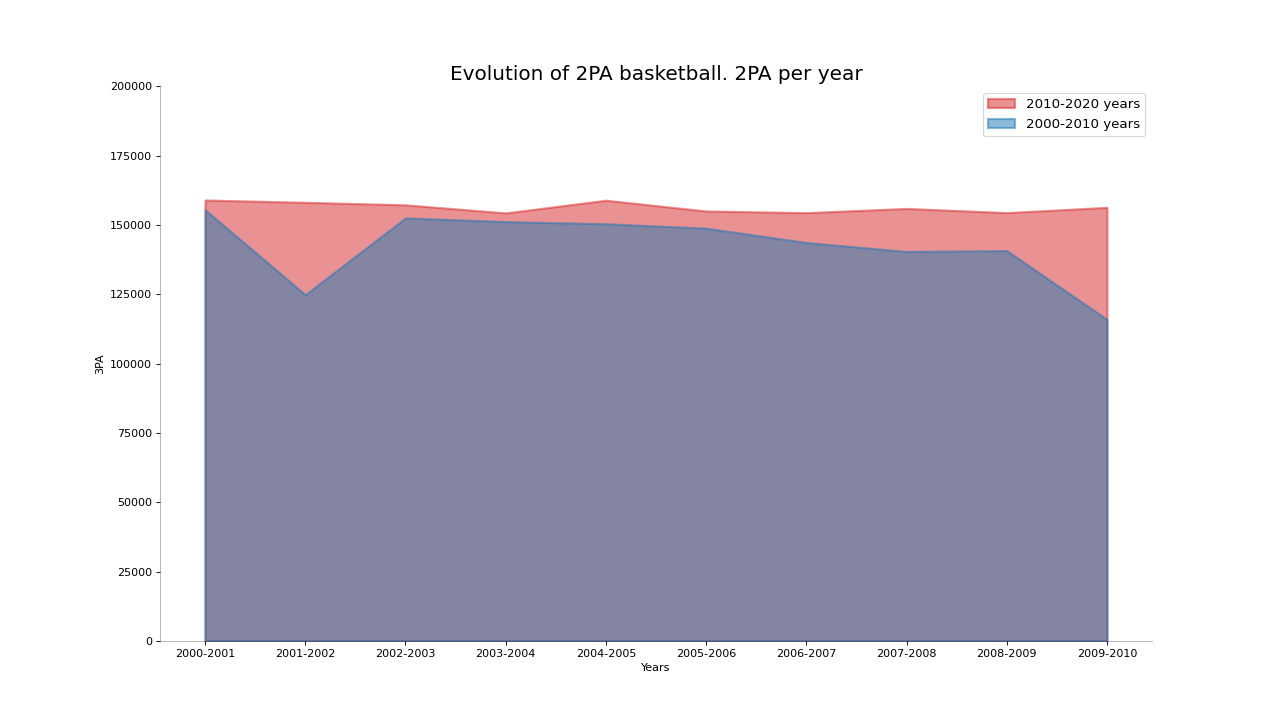 Evolution of 2PA basketball. 2PA per year
2010-2020 years
2000-2010 years
200000
175000
150000
125000
100000
75000
50000
25000
0
3PA
2000-2001 2001-2002 2002-2003 2003-2004 2004-2005 2005-2006 2006-2007 2007-2008 2008-2009 2009-2010
Years